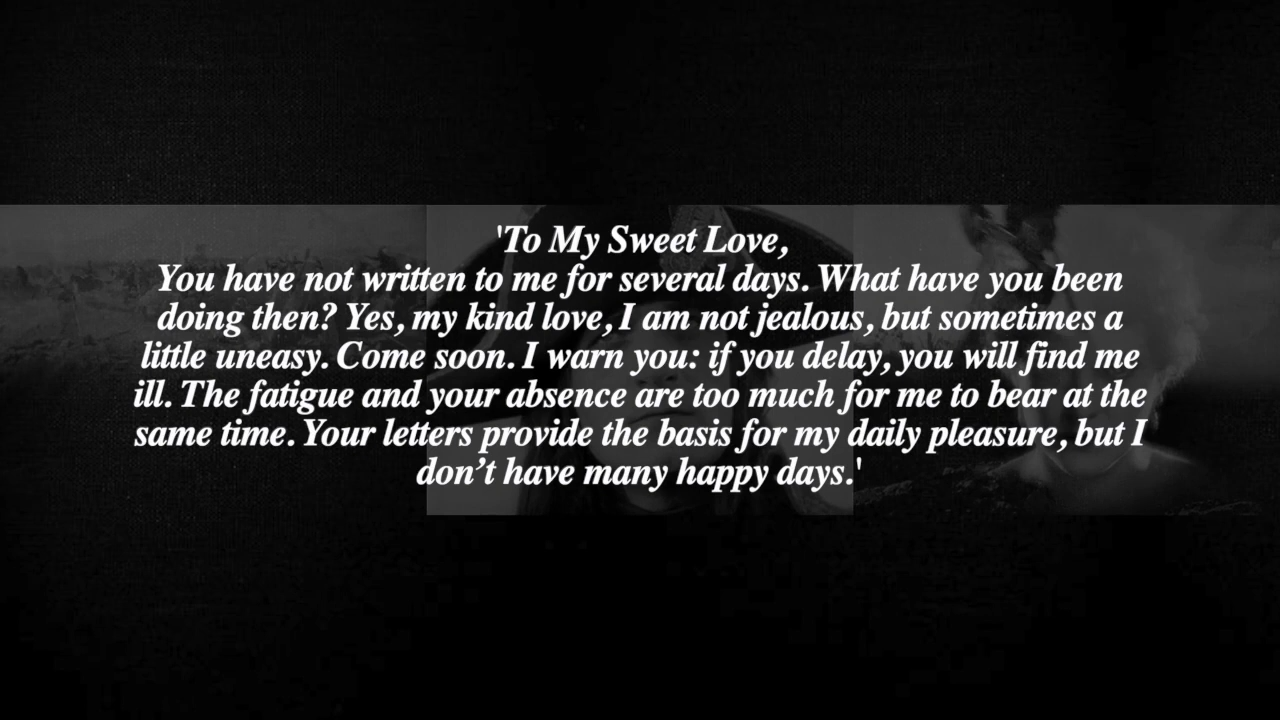 'To My Sweet Love,
You have not written to me for several days. What have you been
doing then? Yes, my kind love, I am not jealous, but sometimes a
little uneasy. Come soon. I warn you: if you delay, you will find me
ill. The fatigue and your absence are too much for me to bear at the
same time. Your letters provide the basis for my daily pleasure, but I
don’t have many happy days.'